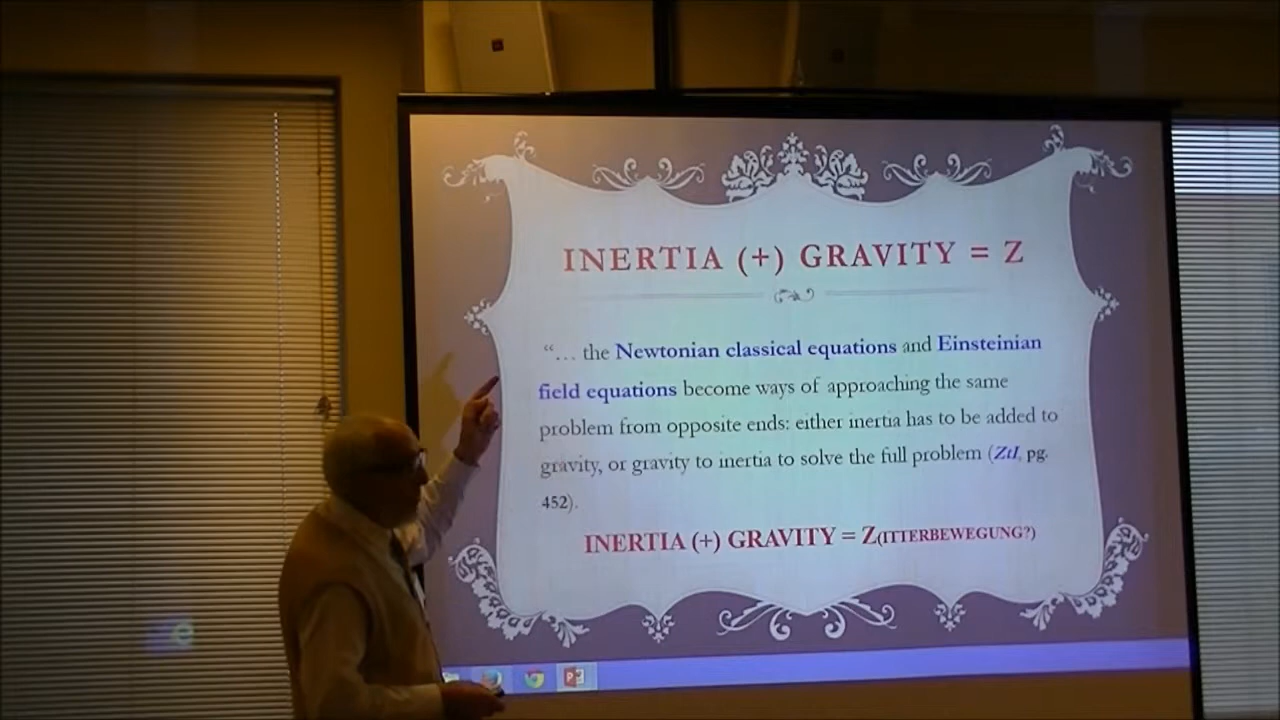 INERTIA (+) GRAVITY = Z
“… the Newtonian classical equations and Einsteinian
field equations become ways of approaching the same
problem from opposite ends: either inertia has to be added to
gravity, or gravity to inertia to solve the full problem (ZtI, pg.
452).
INERTIA (+) GRAVITY = Z(ITTERBEWEGUNG?)